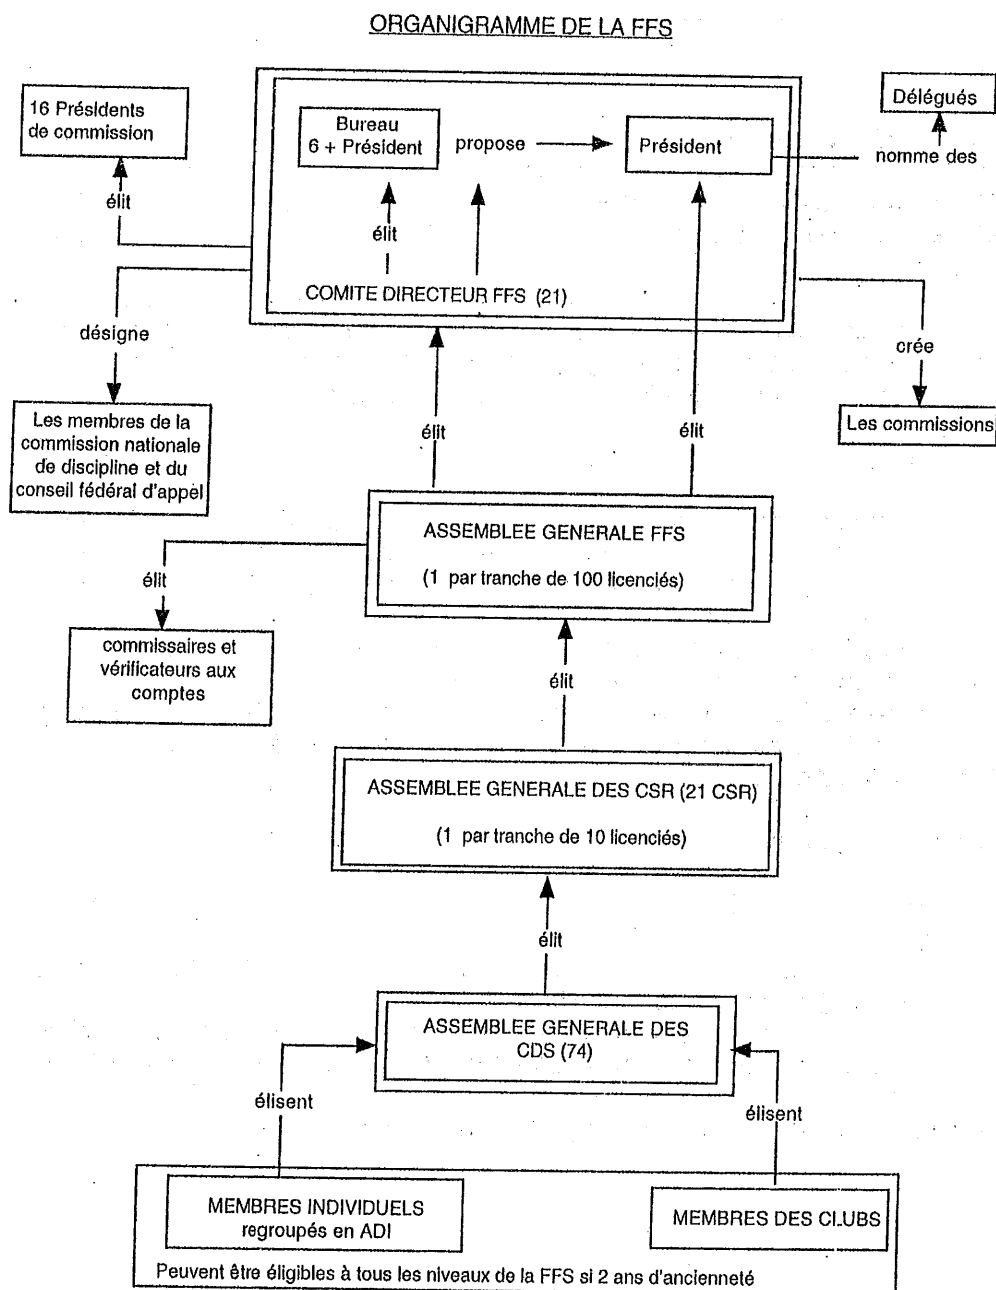 ORGANIGRAMME DE LA FFS
16 Présidents
de commission
Bureau
6 + Président
propose
Président
Délégués
nomme des
élit
élit
COMITE DIRECTEUR FFS (21)
désigne
crée
Les membres de la
commission nationale
de discipline et du
conseil fédéral d'appel
élit
élit
Les commissions
ASSEMBLEE GENERALE FFS
(1 par tranche de 100 licenciés)
élit
commissaires et
vérificateurs aux
comptes
élit
ASSEMBLEE GENERALE DES CSR (21 CSR)
(1 par tranche de 10 licenciés)
élit
ASSEMBLEE GENERALE DES
CDS (74)
élisent
élisent
MEMBRES INDIVIDUELS
regroupés en ADI
MEMBRES DES CLUBS
Peuvent être éligibles à tous les niveaux de la FFS si 2 ans d'ancienneté